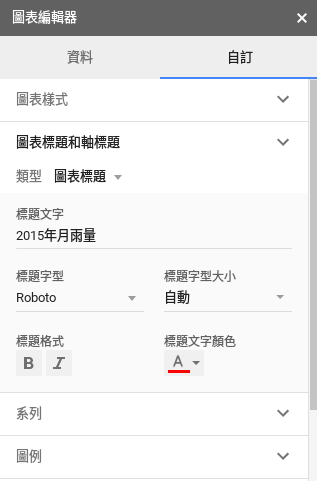 圖表編輯器
資料 自訂
圖表樣式
圖表標題和軸標題
類型 圖表標題
標題文字
2015年月雨量
標題字型 標題字型大小
Roboto 自動
標題格式 標題文字顏色
B I A
系列
圖例